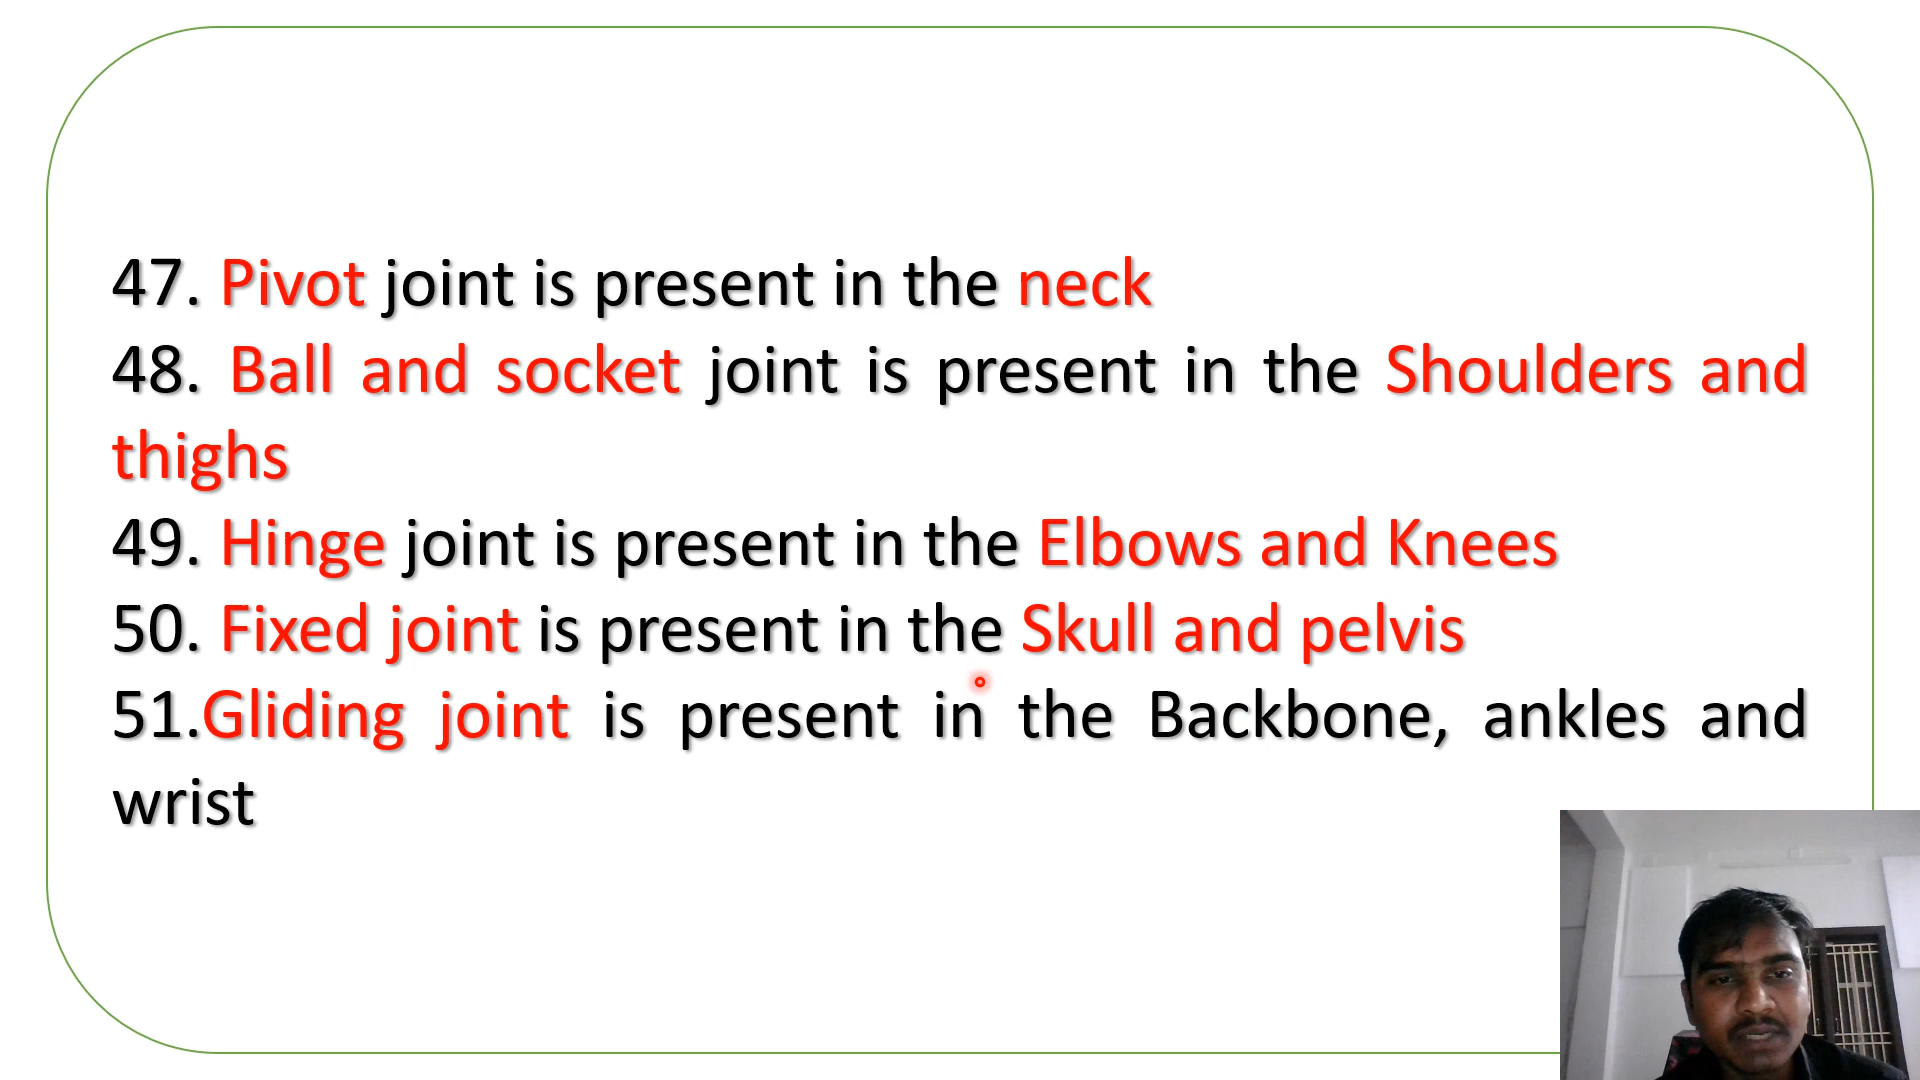 47. Pivot joint is present in the neck
48. Ball and socket joint is present in the Shoulders and
thighs
49. Hinge joint is present in the Elbows and Knees
50. Fixed joint is present in the Skull and pelvis
51.Gliding joint is present in the Backbone, ankles and
wrist